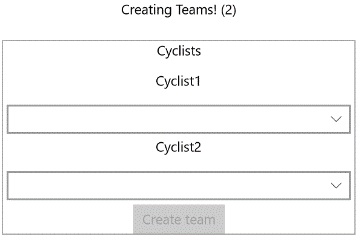 Creating Teams! (2)
Cyclists
Cyclist1
Cyclist2
Create team